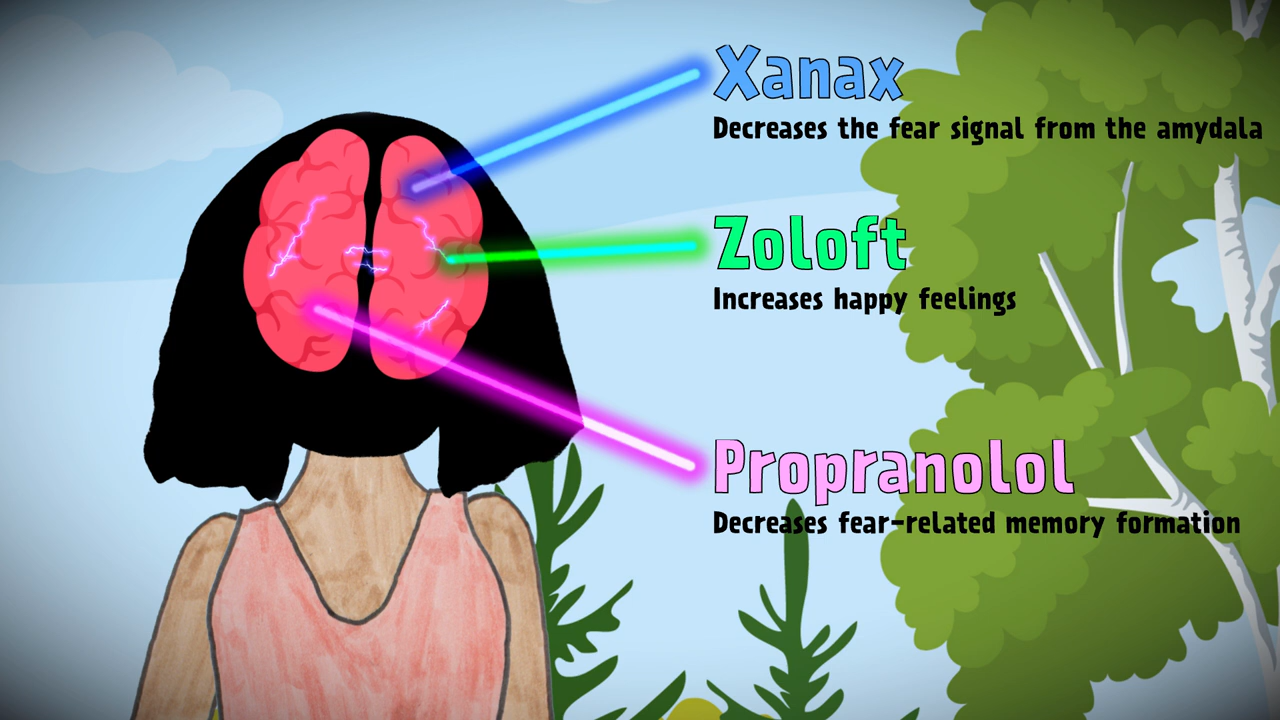 Xanax
Decreases the fear signal from the amydala
Zoloft
Increases happy feelings
Propranolol
Decreases fear-related memory formation